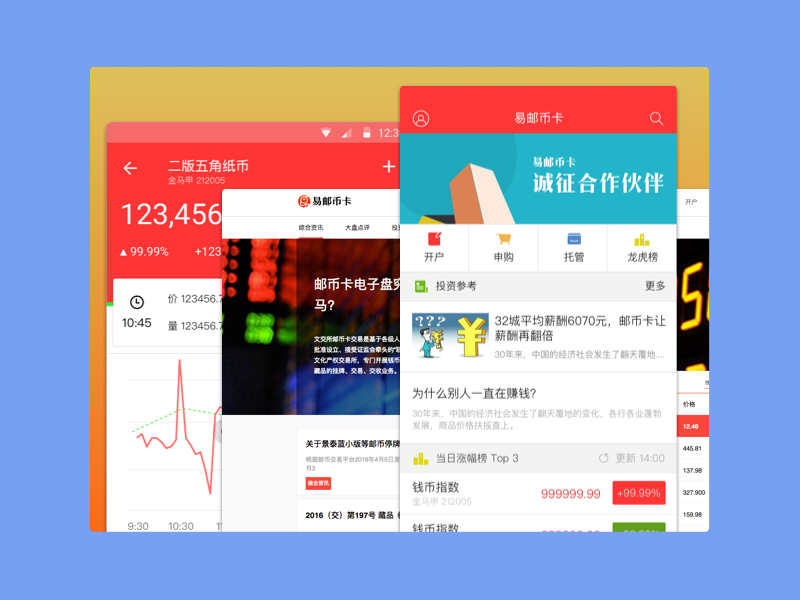 12:3
二版五角纸币
金马甲 212005
123,456
99.99%
+123
10:45
价 123456.7
量 123456.7
9:30 10:30
易邮币卡
综合资讯 大盘点评
邮币卡电子盘
马?
文交所邮币卡交易是基于各级人
批准设立、接受证监会牵头的“
文化产权交易所，专门开展钱币
藏品的挂牌、交易、交收业务。
关于景泰蓝小版等邮币停牌
根据邮币交易平台2016年4月5日发
月3
综合资讯
2016（交）第197号 藏品
易邮币卡
易邮币卡
诚征合作伙伴
开户 申购 托管 龙虎榜
投资参考 更多
???
¥
32城平均薪酬6070元，邮币卡让
薪酬再翻倍
30年来，中国的经济社会发生了翻天覆地....
为什么别人一直在赚钱?
30年来，中国的经济社会发生了翻天覆地的变化，各行各业蓬勃
发展，商品价格扶摇直上。
当日涨幅榜 Top 3 更新 14:00
钱币指数
金马甲 212005
999999.99 +99.99%
钱币指数
开户
价格
12.46
445.81
137.98
327.900
159.98